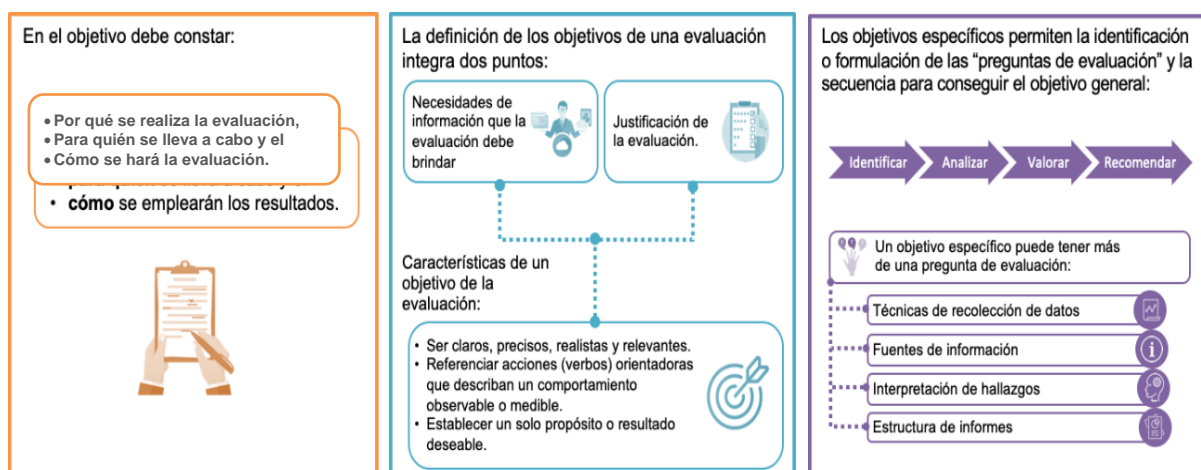 En el objetivo debe constar:
• Por qué se realiza la evaluación,
• Para quién se lleva a cabo y el
• Cómo se hará la evaluación.
• cómo se emplearán los resultados.
La definición de los objetivos de una evaluación
integra dos puntos:
Necesidades de
información que la
evaluación debe
brindar
Justificación de
la evaluación.
Características de un
objetivo de la
evaluación:
• Ser claros, precisos, realistas y relevantes.
• Referenciar acciones (verbos) orientadoras
que describan un comportamiento
observable o medible.
• Establecer un solo propósito o resultado
deseable.
Los objetivos específicos permiten la identificación
o formulación de las “preguntas de evaluación” y la
secuencia para conseguir el objetivo general:
Identificar
Analizar
Valorar
Recomendar
Un objetivo específico puede tener más
de una pregunta de evaluación:
Técnicas de recolección de datos
Fuentes de información
Interpretación de hallazgos
Estructura de informes